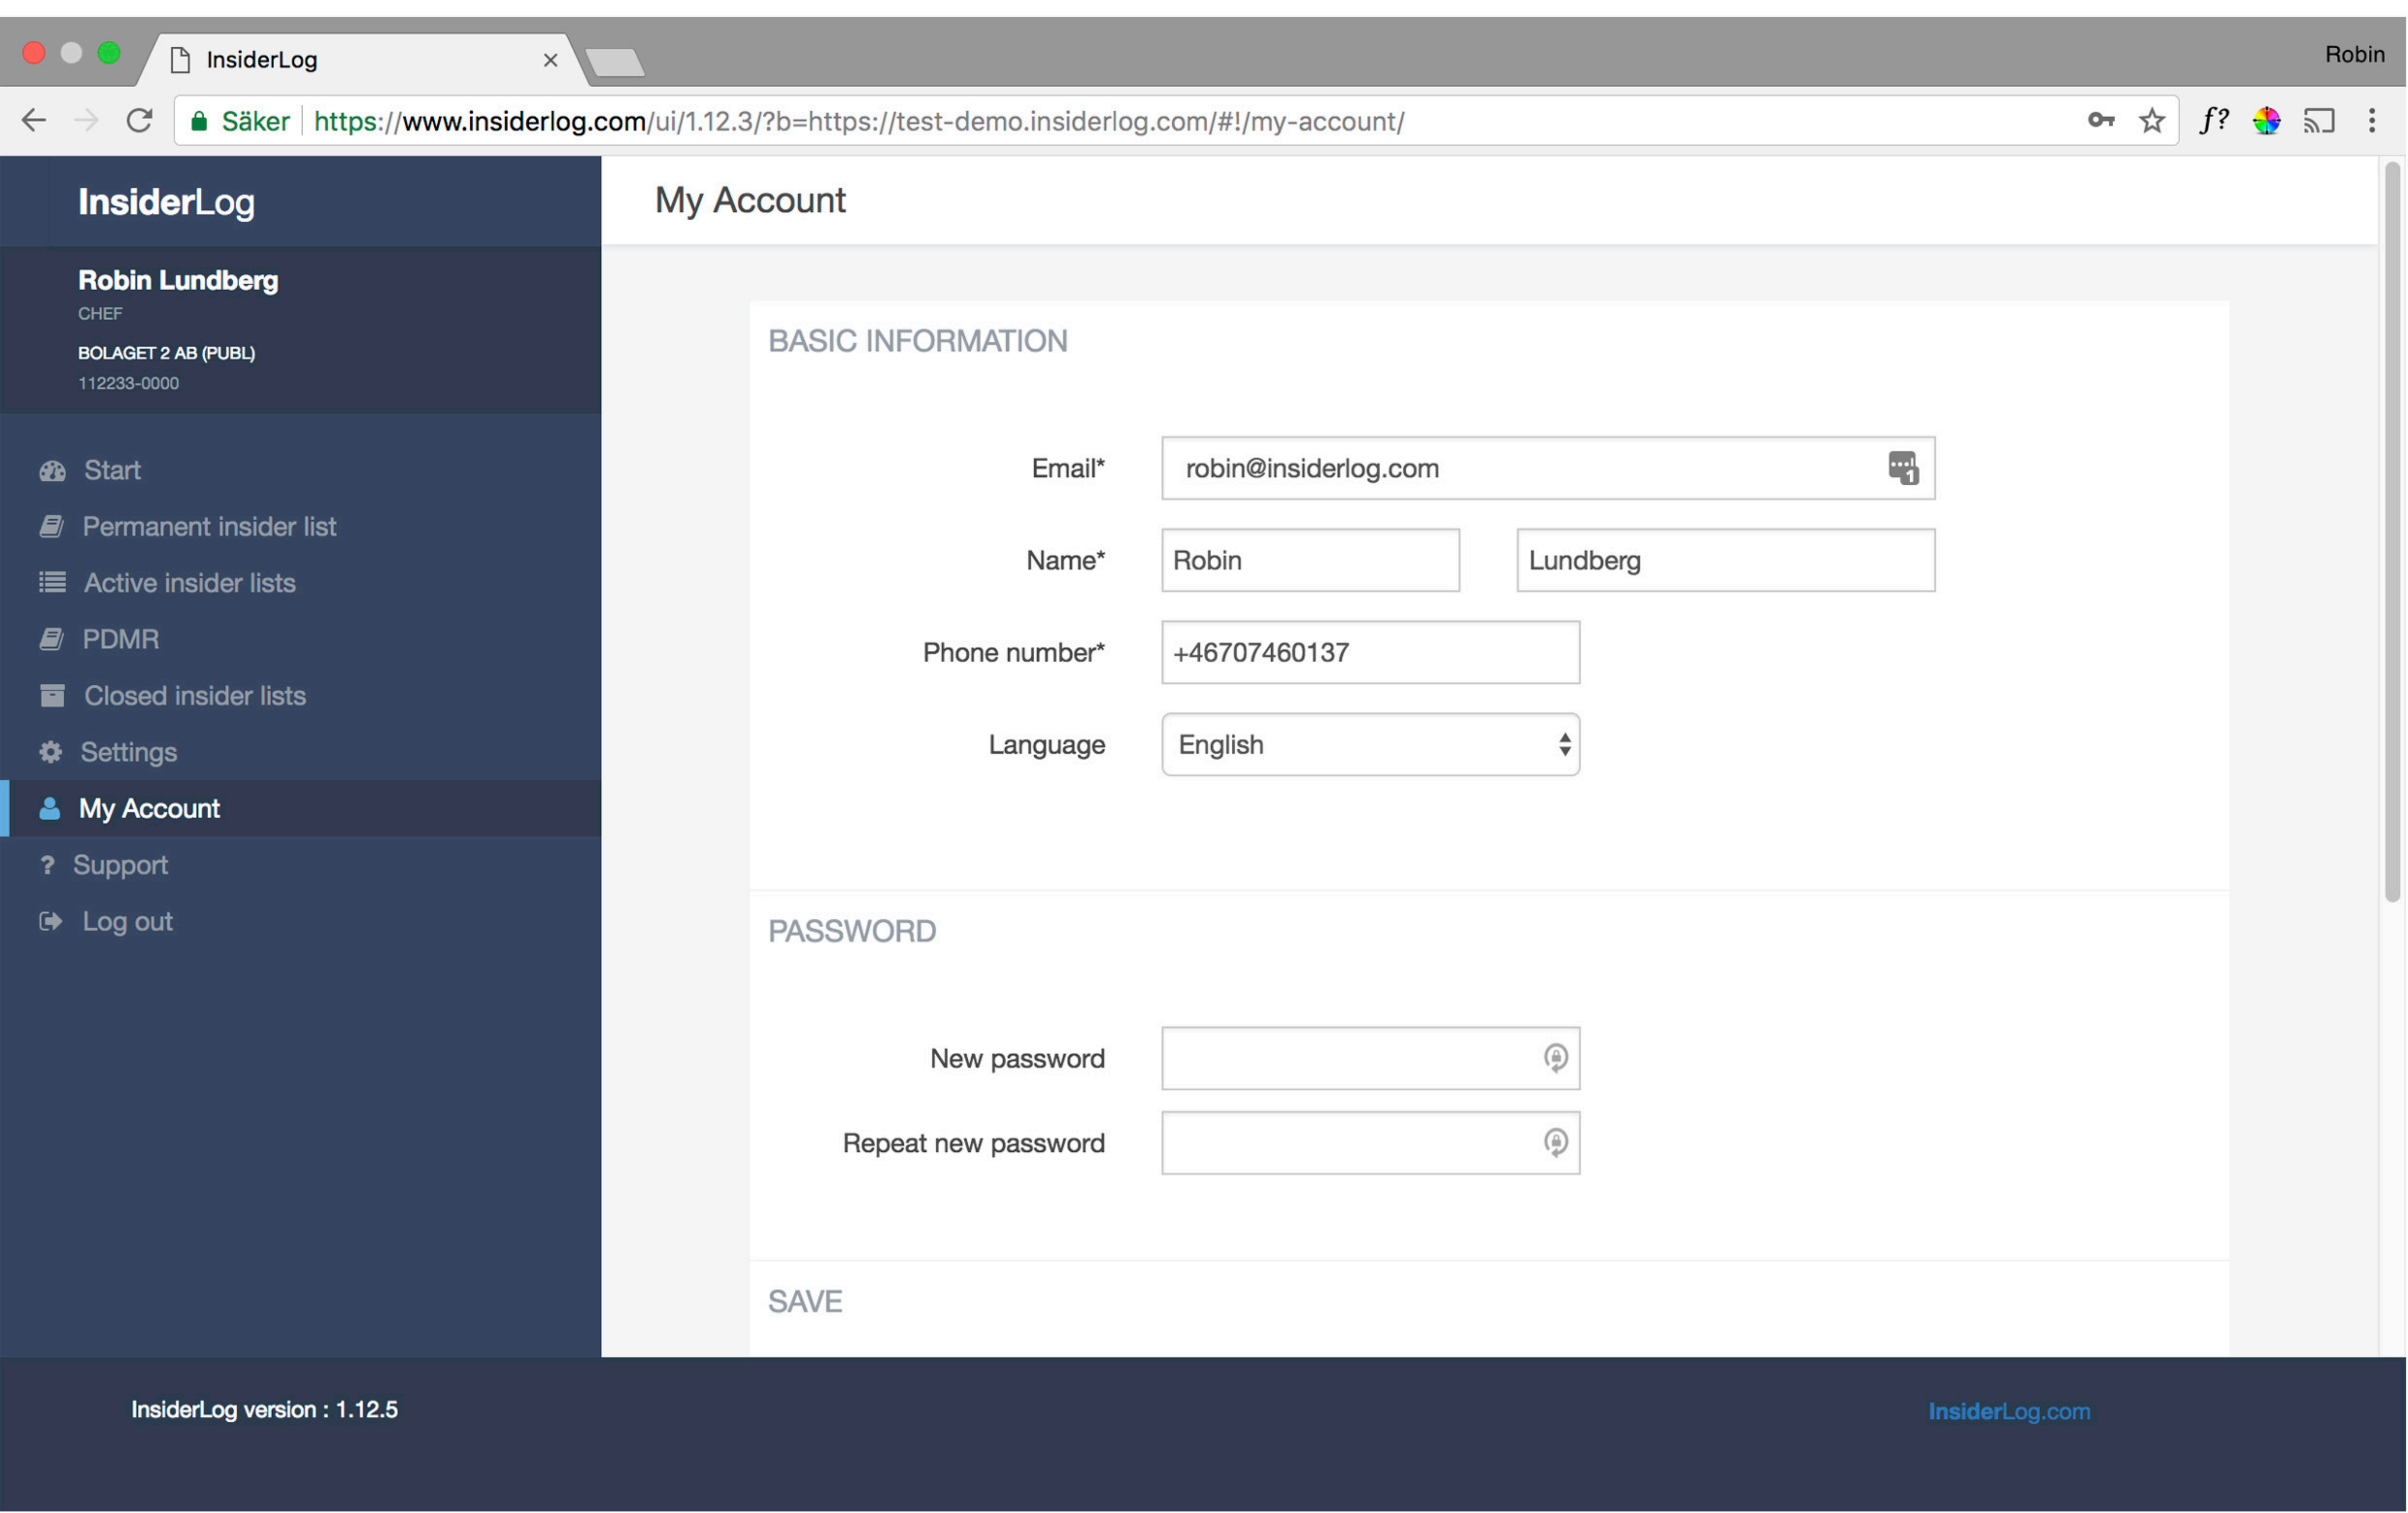 InsiderLog
Robin
Säker https://www.insiderlog.com/ui/1.12.3/?b=https://test-demo.insiderlog.com/#!/my-account/
f?
InsiderLog
My Account
Robin Lundberg
CHEF
BOLAGET 2 AB (PUBL)
112233-0000
Start
Permanent insider list
Active insider lists
PDMR
Closed insider lists
Settings
My Account
? Support
Log out
BASIC INFORMATION
Email* robin@insiderlog.com 1
Name* Robin Lundberg
Phone number* +46707460137
Language English
PASSWORD
New password
Repeat new password
SAVE
InsiderLog version : 1.12.5
InsiderLog.com